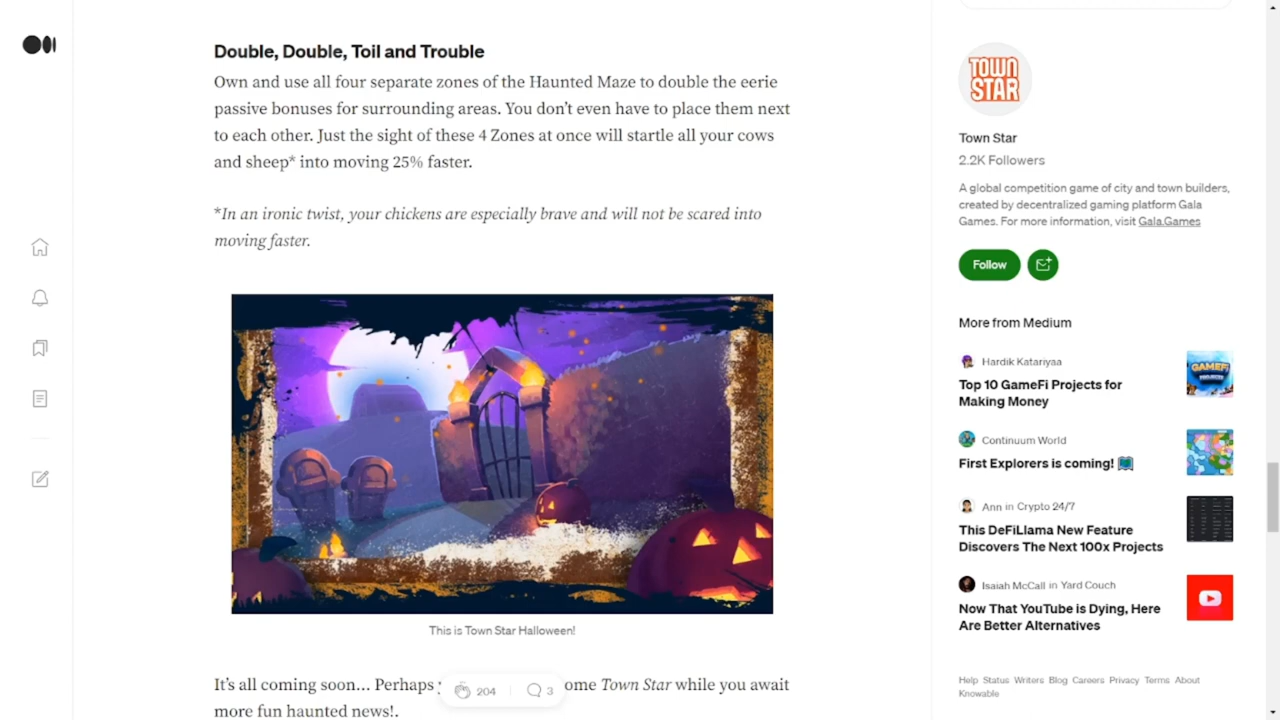 Double, Double, Toil and Trouble
Own and use all four separate zones of the Haunted Maze to double the eerie
passive bonuses for surrounding areas. You don't even have to place them next
to each other. Just the sight of these 4 Zones at once will startle all your cows
and sheep* into moving 25% faster.
*In an ironic twist, your chickens are especially brave and will not be scared into
moving faster.
This is Town Star Halloween!
It's all coming soon... Perhaps
ome Town Star while you await
more fun haunted news!.
204
3
TOWN
STAR
Town Star
2.2K Followers
A global competition game of city and town builders,
created by decentralized gaming platform Gala
Games. For more information, visit Gala.Games
Follow
More from Medium
Hardik Katariyaa
Top 10 GameFi Projects for
Making Money
GAMEFi
PROJECTS
Continuum World
First Explorers is coming!
Ann in Crypto 24/7
This DeFiLlama New Feature
Discovers The Next 100x Projects
Isaiah McCall in Yard Couch
Now That YouTube is Dying, Here
Are Better Alternatives
Help Status Writers Blog Careers Privacy Terms About
Knowable